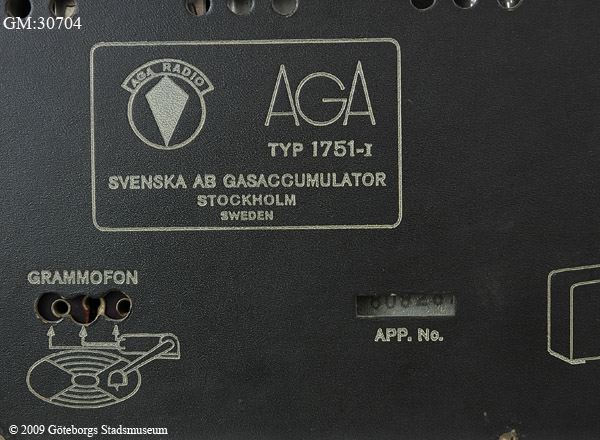 GM:30704
AGA RADIO
AGA
TYP 1751-I
SVENSKA AB GASACCUMULATOR
STOCKHOLM
SWEDEN
GRAMMOFON
APP. No.
© 2009 Göteborgs Stadsmuseum